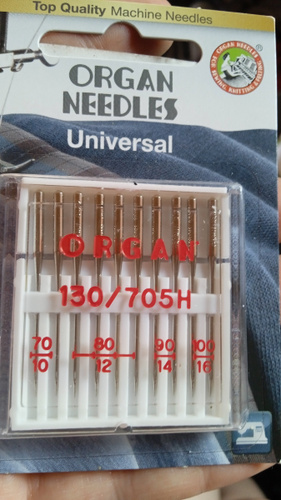 Top Quality Machine Needles
ORGAN
NEEDLES
Universal
ORGAN
130/705H
70 80 90 100
10 12 14 16